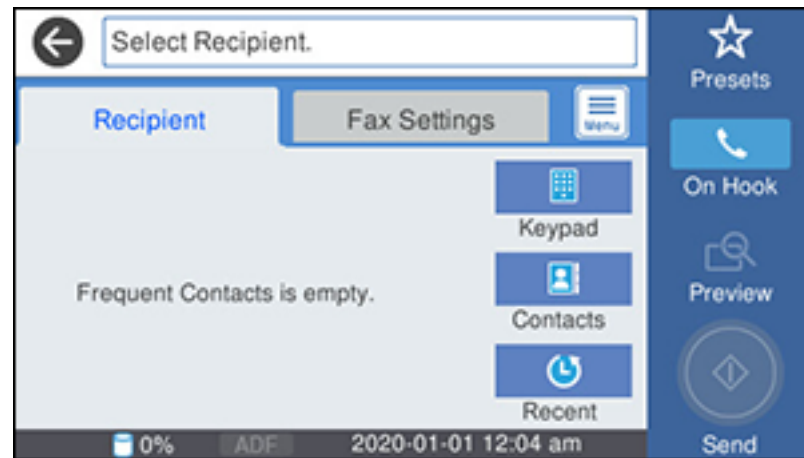 Select Recipient.
Presets
Recipient
Fax Settings
Menu
On Hook
Keypad
Preview
Frequent Contacts is empty.
Contacts
Recent
0%
ADF
2020-01-01 12:04 am
Send